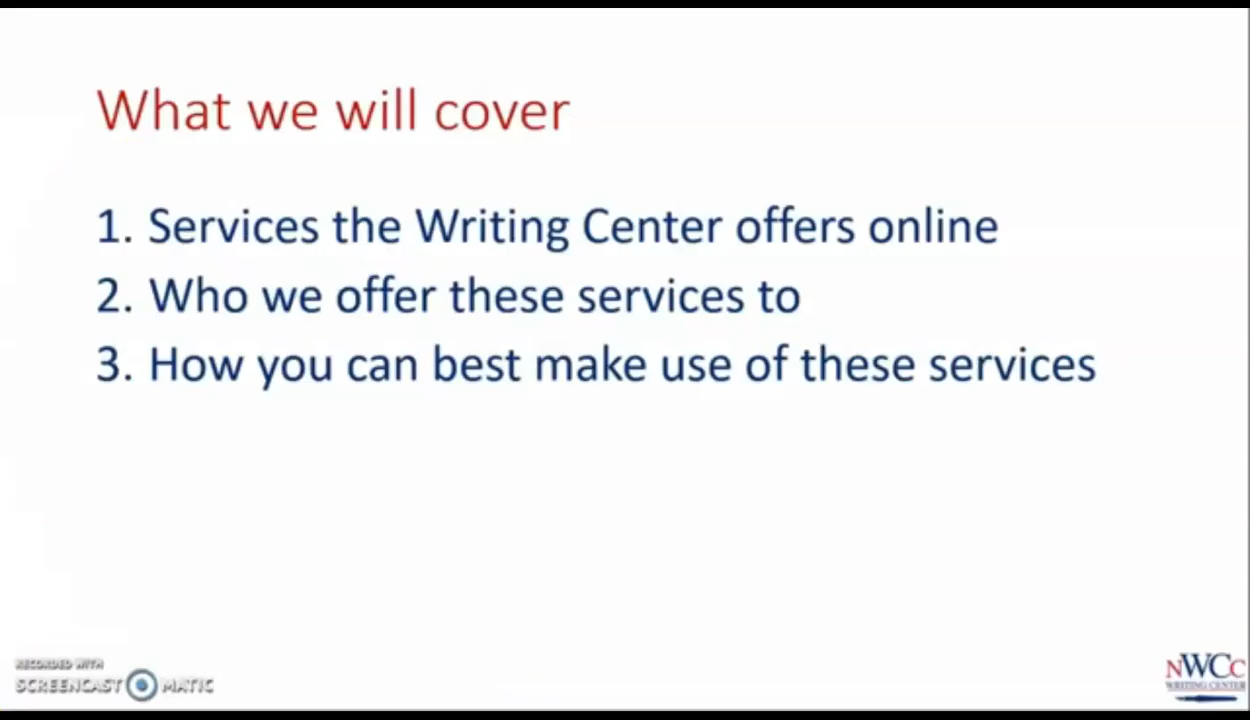 What we will cover
1. Services the Writing Center offers online
2. Who we offer these services to
3. How you can best make use of these services
RECORDED WITH
SCREENCAST MATIC
NWCC
WRITING CENTER